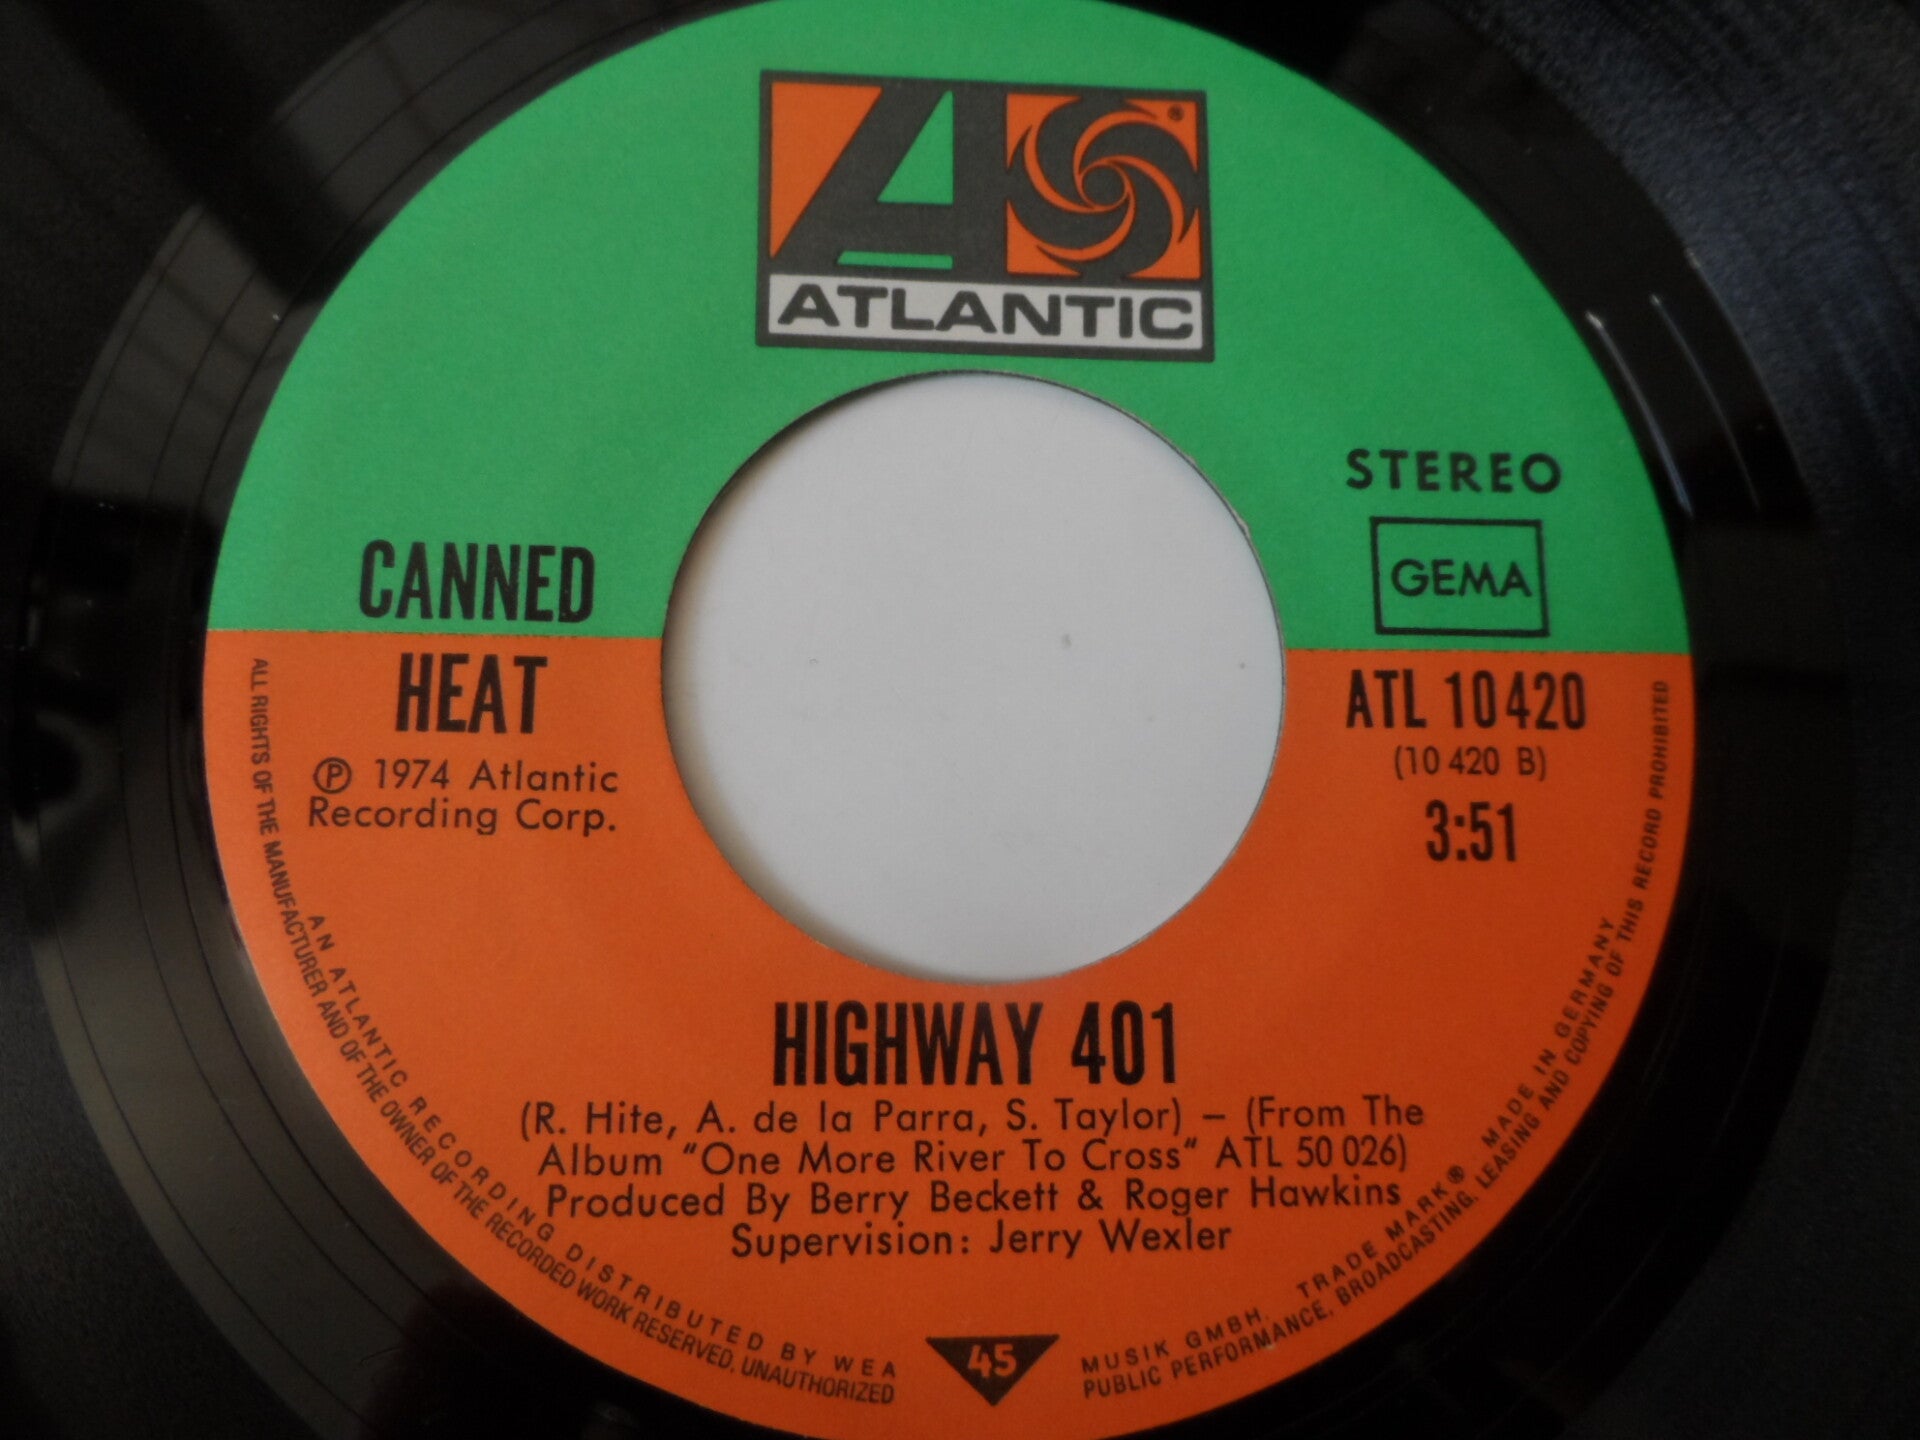 ATLANTIC
®
STEREO
GEMA
CANNED
HEAT
℗ 1974 Atlantic
Recording Corp.
ATL 10 420
(10 420 B)
3:51
HIGHWAY 401
(R. Hite, A. de la Parra, S. Taylor) – (From The
Album "One More River To Cross" ATL 50 026)
Produced By Berry Beckett & Roger Hawkins
Supervision: Jerry Wexler
45
AN ATLANTIC RECORDING DISTRIBUTED BY WEA MUSIK GMBH. TRADE MARK® MADE IN GERMANY
ALL RIGHTS OF THE MANUFACTURER AND OF THE OWNER OF THE RECORDED WORK RESERVED. UNAUTHORIZED PUBLIC PERFORMANCE, BROADCASTING, LEASING AND COPYING OF THIS RECORD PROHIBITED